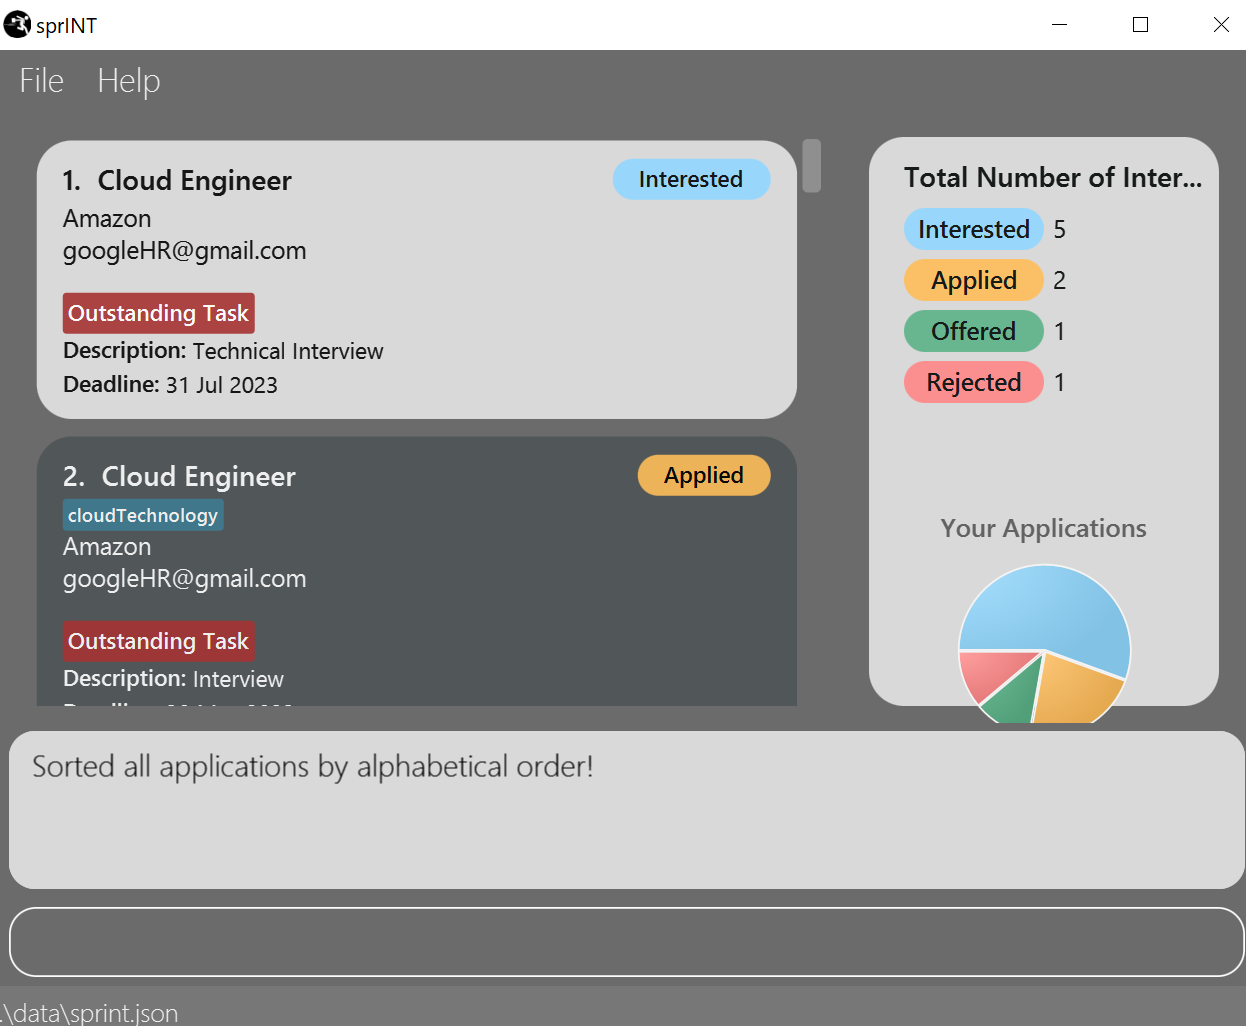 sprINT
File Help
1. Cloud Engineer
Interested
Amazon
googleHR@gmail.com
Outstanding Task
Description: Technical Interview
Deadline: 31 Jul 2023
2. Cloud Engineer
Applied
cloudTechnology
Amazon
googleHR@gmail.com
Outstanding Task
Description: Interview
Total Number of Inter...
Interested 5
Applied 2
Offered 1
Rejected 1
Your Applications
Sorted all applications by alphabetical order!
.\data\sprint.json